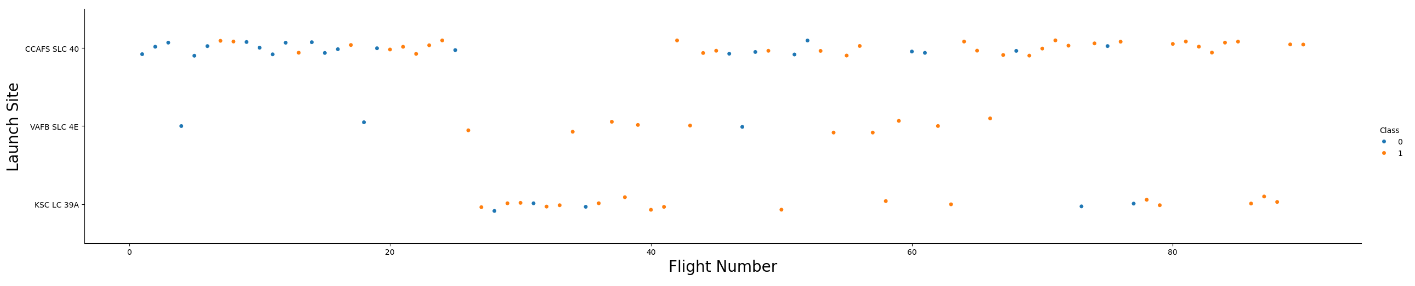 Launch Site
CCAFS SLC 40
VAFB SLC 4E
KSC LC 39A
0
20
40
60
80
Flight Number
Class
0
1